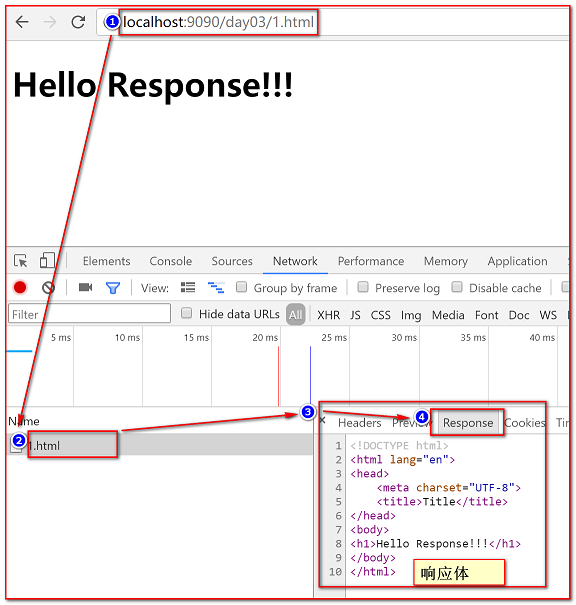 1 localhost:9090/day03/1.html
Hello Response!!!
Elements Console Sources Network Performance Memory Application
View: Group by frame Preserve log Disable cache
Filter Hide data URLs All XHR JS CSS Img Media Font Doc WS
5 ms 10 ms 15 ms 20 ms 25 ms 30 ms 35 ms 40 ms
Name
2 1.html
3
4
× Headers Preview Response Cookies Tin
1 <!DOCTYPE html>
2 <html lang="en">
3 <head>
4 <meta charset="UTF-8">
5 <title>Title</title>
6 </head>
7 <body>
8 <h1>Hello Response!!!</h1>
9 </body>
10 </html>
响应体